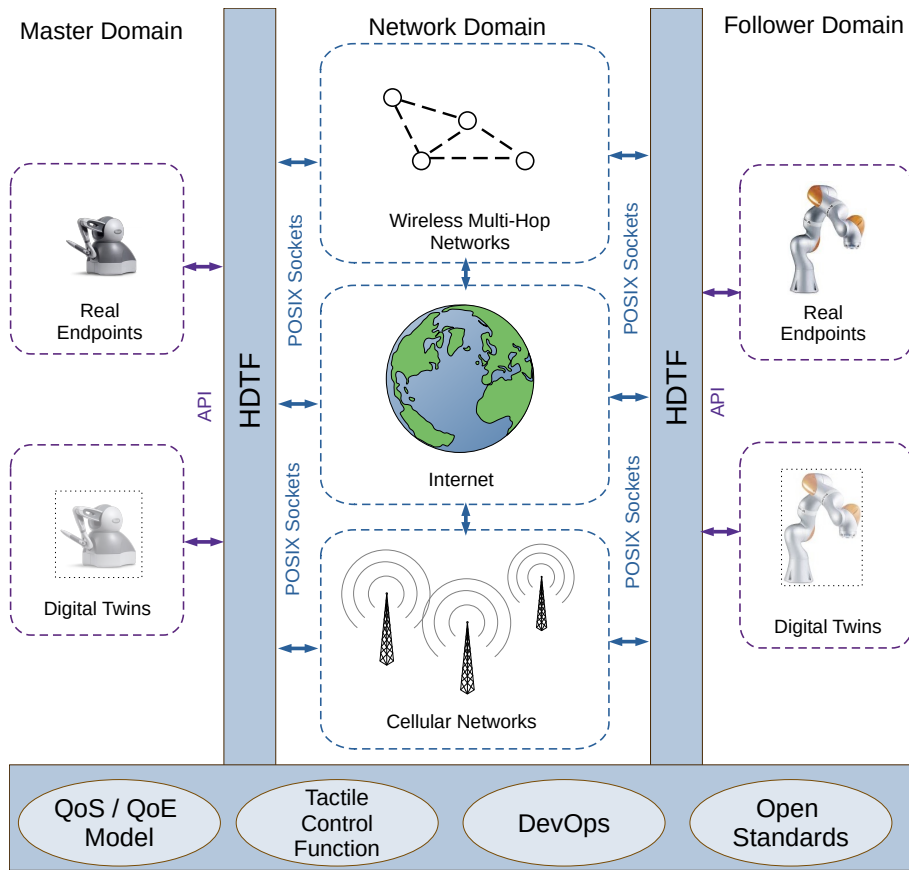 Master Domain
Network Domain
Follower Domain
Wireless Multi-Hop
Networks
Real
Endpoints
Real
Endpoints
POSIX Sockets
POSIX Sockets
HDTF
HDTF
API
API
Internet
POSIX Sockets
POSIX Sockets
Digital Twins
Digital Twins
Cellular Networks
QoS / QoE
Model
Tactile
Control
Function
DevOps
Open
Standards